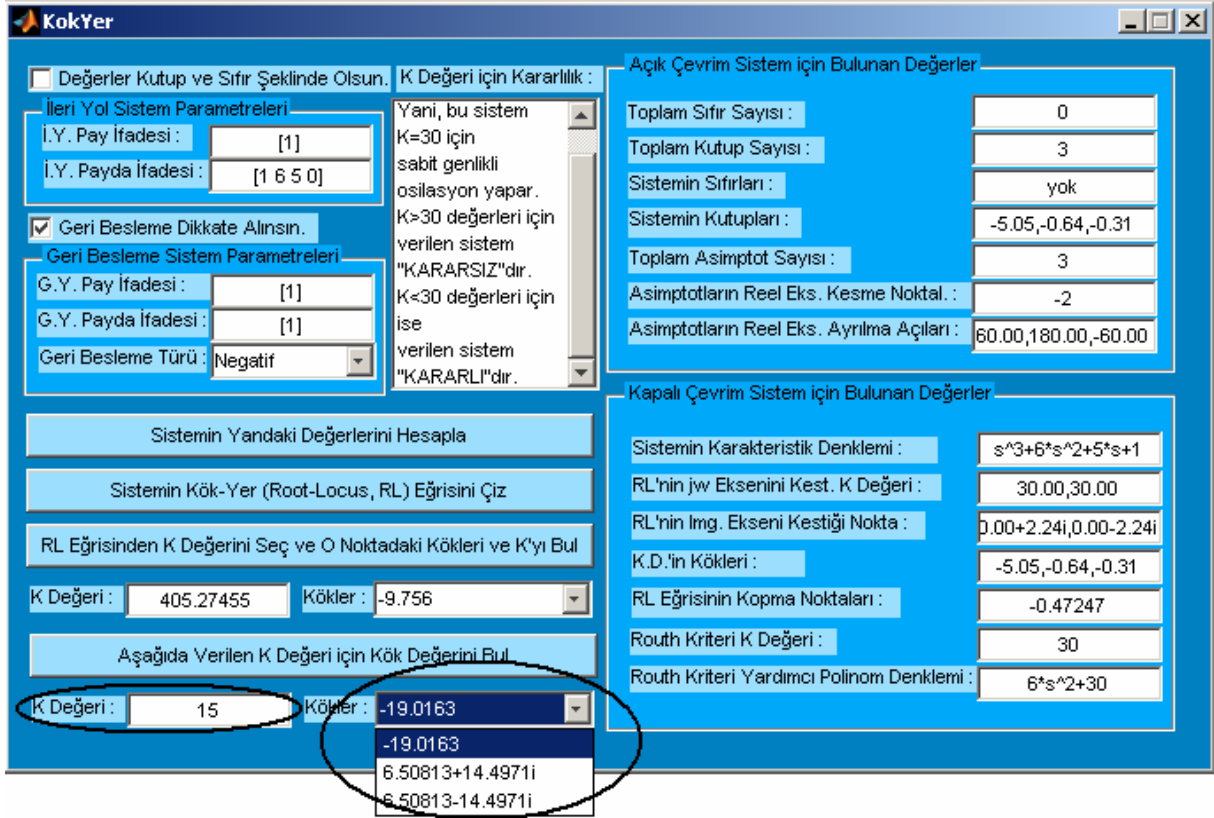 KokYer
Değerler Kutup ve Sıfır Şeklinde Olsun.
İleri Yol Sistem Parametreleri
İ.Y. Pay İfadesi :
[1]
İ.Y. Payda İfadesi :
[1 6 5 0]
Geri Besleme Dikkate Alınsın.
Geri Besleme Sistem Parametreleri
G.Y. Pay İfadesi :
[1]
G.Y. Payda İfadesi :
[1]
Geri Besleme Türü :
Negatif
K Değeri için Kararlılık :
Yani, bu sistem
K=30 için
sabit genlikli
osilasyon yapar.
K>30 değerleri için
verilen sistem
"KARARSIZ"dır.
K<30 değerleri için
ise
verilen sistem
"KARARLI"dır.
Sistemin Yandaki Değerlerini Hesapla
Sistemin Kök-Yer (Root-Locus, RL) Eğrisini Çiz
RL Eğrisinden K Değerini Seç ve O Noktadaki Kökleri ve K'yı Bul
K Değeri :
405.27455
Kökler :
-9.756
Aşağıda Verilen K Değeri için Kök Değerini Bul
K Değeri :
15
Kökler :
-19.0163
-19.0163
6.50813+14.4971i
6.50813-14.4971i
Açık Çevrim Sistem için Bulunan Değerler
Toplam Sıfır Sayısı :
0
Toplam Kutup Sayısı :
3
Sistemin Sıfırları :
yok
Sistemin Kutupları :
-5.05,-0.64,-0.31
Toplam Asimptot Sayısı :
3
Asimptotların Reel Eks. Kesme Noktal. :
-2
Asimptotların Reel Eks. Ayrılma Açıları :
60.00,180.00,-60.00
Kapalı Çevrim Sistem için Bulunan Değerler
Sistemin Karakteristik Denklemi :
s^3+6*s^2+5*s+1
RL'nin jw Eksenini Kest. K Değeri :
30.00,30.00
RL'nin Img. Ekseni Kestiği Nokta :
0.00+2.24i,0.00-2.24i
K.D.'in Kökleri :
-5.05,-0.64,-0.31
RL Eğrisinin Kopma Noktaları :
-0.47247
Routh Kriteri K Değeri :
30
Routh Kriteri Yardımcı Polinom Denklemi :
6*s^2+30